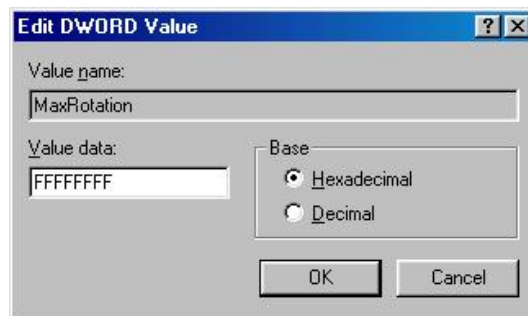 Edit DWORD Value
Value name:
MaxRotation
Value data:
FFFFFFFF
Base
Hexadecimal
Decimal
OK
Cancel